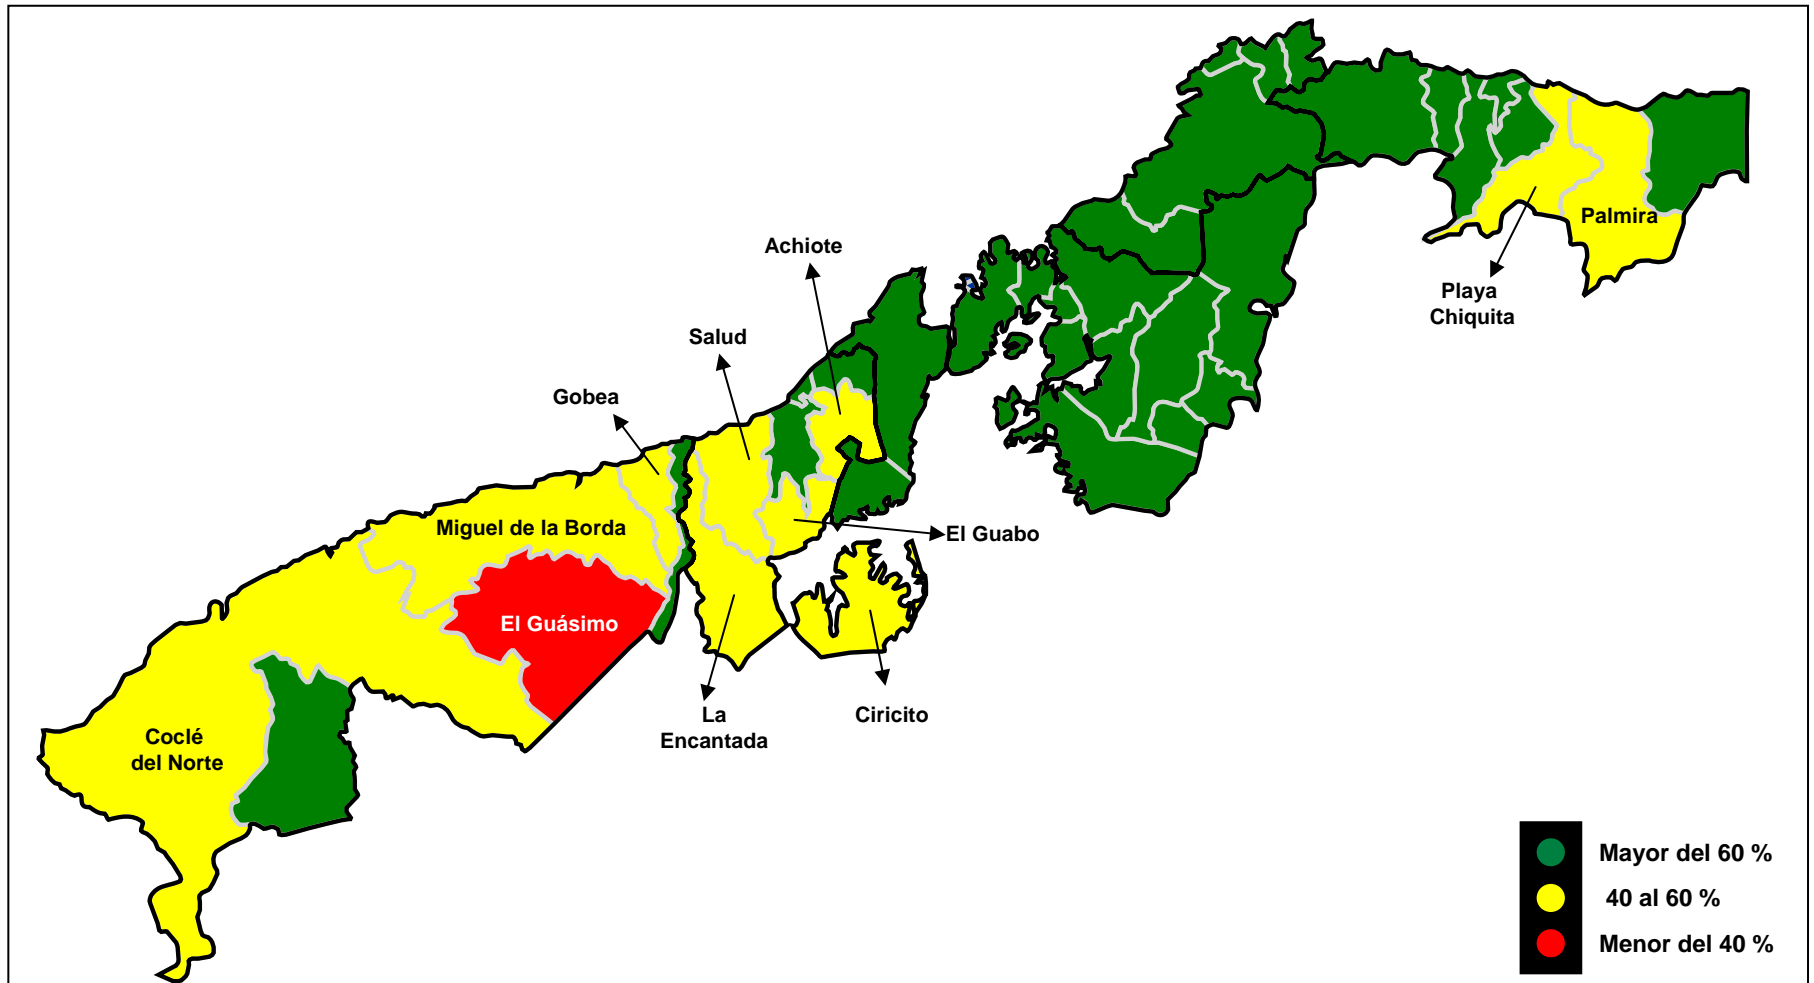 Achiote
Palmira
Playa
Chiquita
Salud
Gobea
Miguel de la Borda
El Guabo
El Guásimo
La
Encantada
Ciricito
Coclé
del Norte
Mayor del 60 %
40 al 60 %
Menor del 40 %